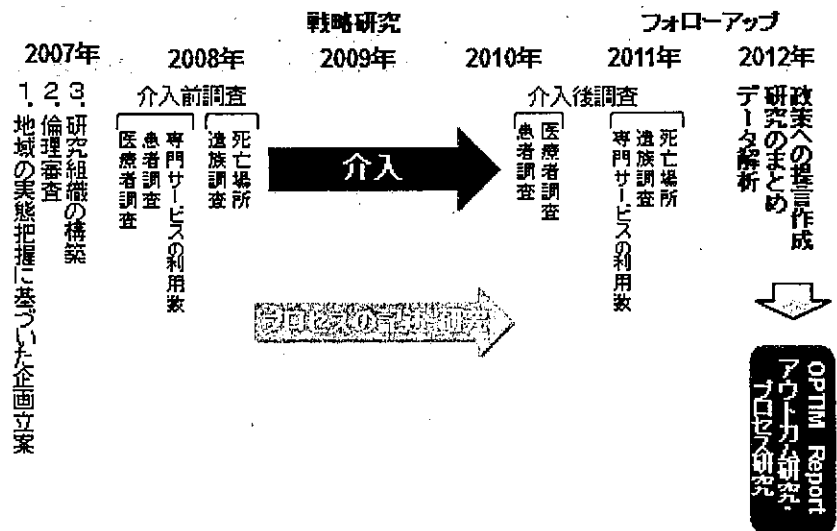 戦略研究
フォローアップ
2007年
2008年
2009年
2010年
2011年
2012年
1. 地域の実態把握に基づいた企画立案
2. 倫理審査
3. 研究組織の構築
介入前調査
医療者調査
患者調査
専門サービスの利用数
遺族調査
死亡場所
介入
プロセスの記述研究
介入後調査
患者調査
医療者調査
専門サービスの利用数
遺族調査
死亡場所
政策への提言作成
研究のまとめ
データ解析
OPTIM Report
アウトカム研究・
プロセス研究